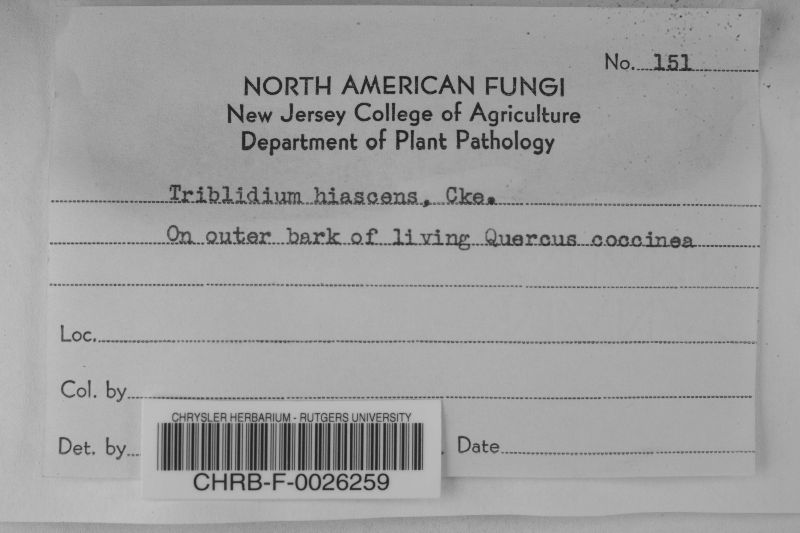 No. 151
NORTH AMERICAN FUNGI
New Jersey College of Agriculture
Department of Plant Pathology
Triblidium hiascens, Cke.
On outer bark of living Quercus coccinea
Loc.
Col. by
Det. by
Date
CHRYSLER HERBARIUM - RUTGERS UNIVERSITY
CHRB-F-0026259